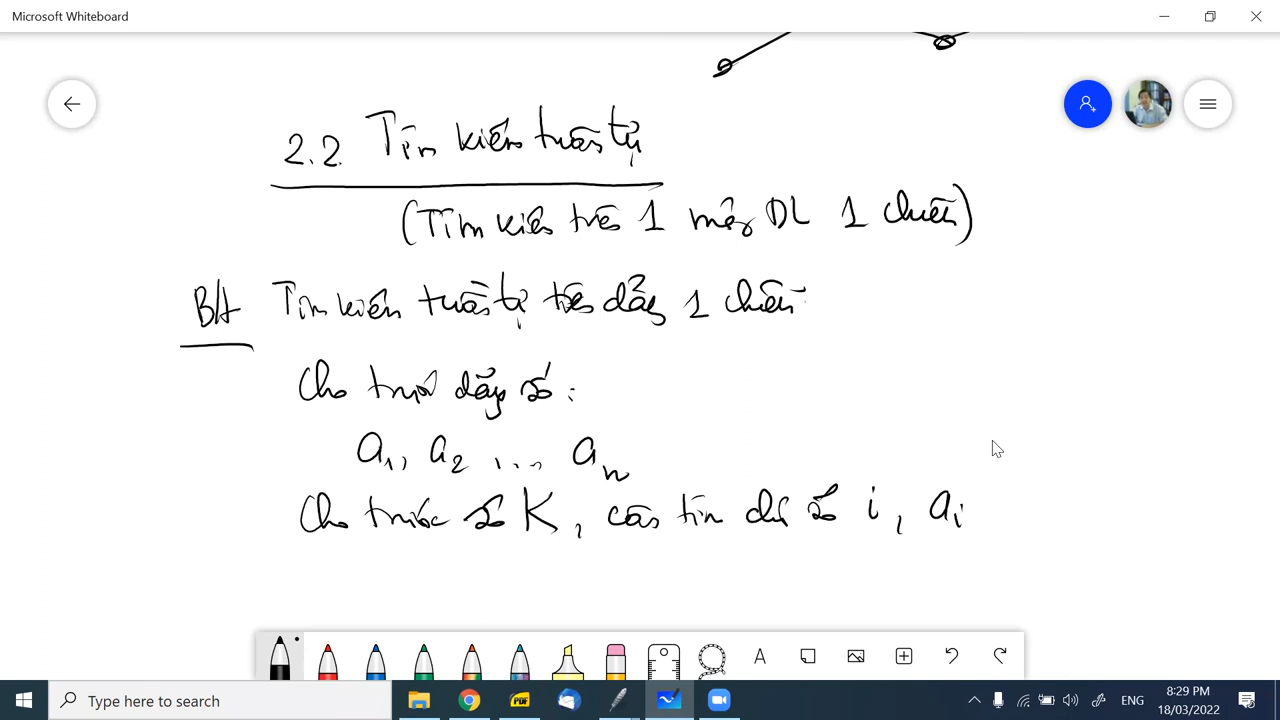 Microsoft Whiteboard
2.2. Tìm kiếm tuần tự
(Tìm kiếm trên 1 mảng DL 1 chiều)
BH Tìm kiếm tuần tự trên dãy 1 chiều
Cho trước dãy số:
a1, a2 ... an
Cho trước số K, cần tìm chỉ số i, ai
A
Type here to search
PDF
ENG
8:29 PM
18/03/2022